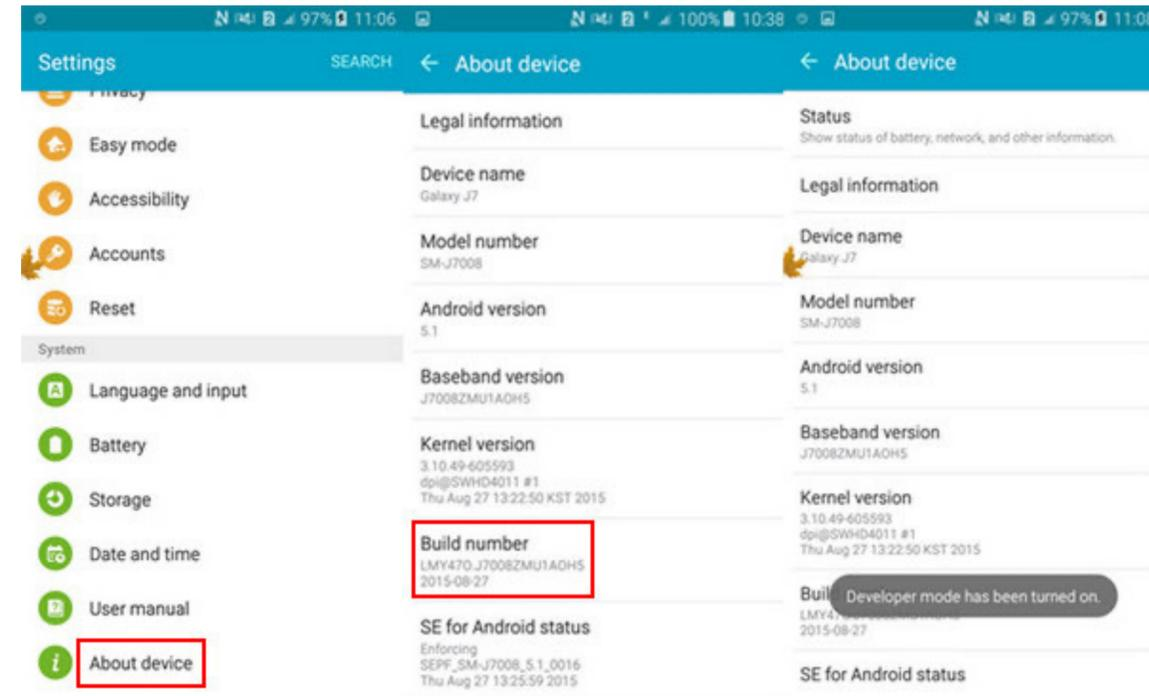 97% 11:06
Settings
SEARCH
Privacy
Easy mode
Accessibility
Accounts
Reset
System
Language and input
Battery
Storage
Date and time
User manual
About device
100% 10:38
About device
Legal information
Device name
Galaxy J7
Model number
SM-J7008
Android version
5.1
Baseband version
J7008ZMU1AOH5
Kernel version
3.10.49-605593
dpi@SWHD4011 #1
Thu Aug 27 13:22:50 KST 2015
Build number
LMY47O.J7008ZMU1AOH5
2015-08-27
SE for Android status
Enforcing
SEPF_SM-J7008_5.1_0016
Thu Aug 27 13:25:59 2015
97% 11:08
About device
Status
Show status of battery, network, and other information.
Legal information
Device name
Galaxy J7
Model number
SM-J7008
Android version
5.1
Baseband version
J7008ZMU1AOH5
Kernel version
3.10.49-605593
dpi@SWHD4011 #1
Thu Aug 27 13:22:50 KST 2015
Buil
Developer mode has been turned on.
2015-08-27
SE for Android status